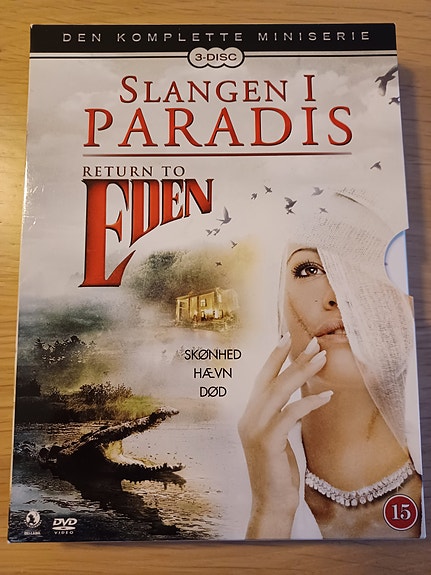 DEN KOMPLETTE MINISERIE
3-DISC
SLANGEN I
PARADIS
RETURN TO
EDEN
SKØNHED
HÆVN
DØD
DVD
VIDEO
15